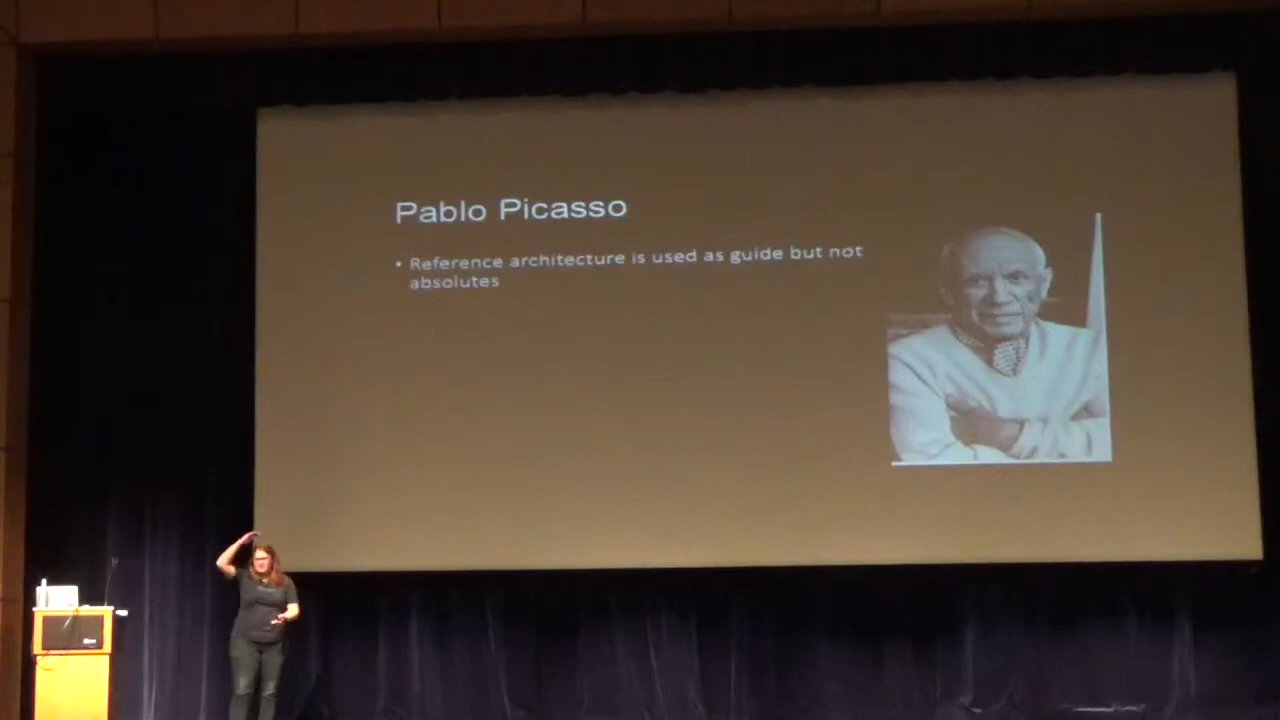 Pablo Picasso
• Reference architecture is used as guide but not
absolutes